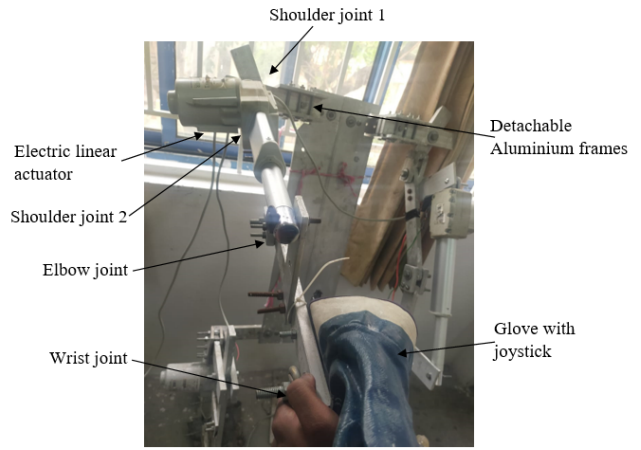 Shoulder joint 1
Detachable
Aluminium frames
Electric linear
actuator
Shoulder joint 2
Elbow joint
Glove with
joystick
Wrist joint